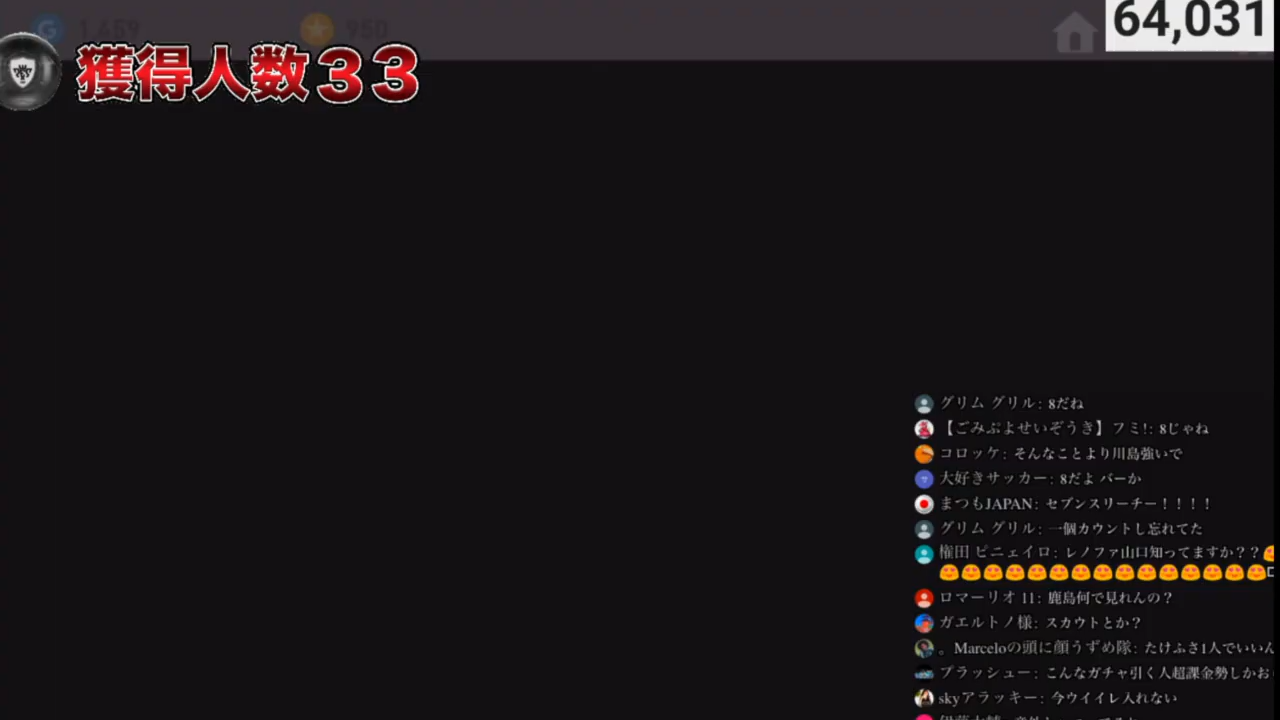 1,659
950
64,031
獲得人数33
グリム グリル: 8だね
【ごみぷよせいぞうき】フミ!: 8じゃね
コロッケ: そんなことより川島強いで
大好きサッカー: 8だよ バーか
まつもJAPAN: セブンスリーチー！！！！
グリム グリル: 一個カウントし忘れてた
権田 ピニェイロ: レノファ山口知ってますか？？😍
😍😍😍😍😍😍😍😍😍😍😍😍😍😍😍
ロマーリオ 11: 鹿島何で見れんの？
ガエルトノ様: スカウトとか？
。Marceloの頭に顔うずめ隊: たけふさ1人でいいん
ブラッシュー: こんなガチャ引く人超課金勢しかお
skyアラッキー: 今ウイイレ入れない